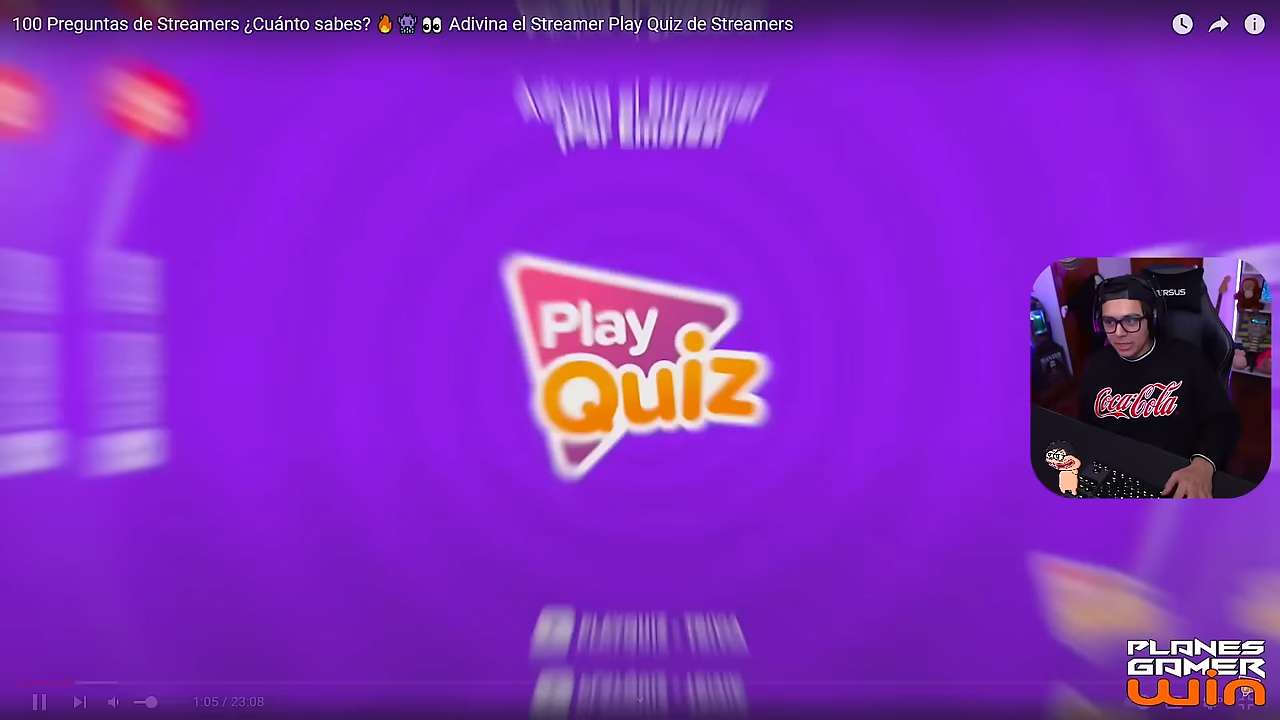 100 Preguntas de Streamers ¿Cuánto sabes? 🔥👾👀 Adivina el Streamer Play Quiz de Streamers
Play
Quiz
VERSUS
Coca-Cola
1:05 / 23:08
PLANES
GAMER
WIN